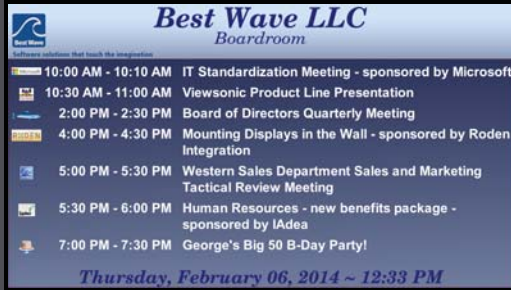 Best Wave LLC
Boardroom
Best Wave
Software solutions that touch the imagination
Microsoft
10:00 AM - 10:10 AM IT Standardization Meeting - sponsored by Microsoft
10:30 AM - 11:00 AM Viewsonic Product Line Presentation
2:00 PM - 2:30 PM Board of Directors Quarterly Meeting
RUDEN 4:00 PM - 4:30 PM Mounting Displays in the Wall - sponsored by Roden
Integration
5:00 PM - 5:30 PM Western Sales Department Sales and Marketing
Tactical Review Meeting
5:30 PM - 6:00 PM Human Resources - new benefits package -
sponsored by IAdea
7:00 PM - 7:30 PM George's Big 50 B-Day Party!
Thursday, February 06, 2014 ~ 12:33 PM